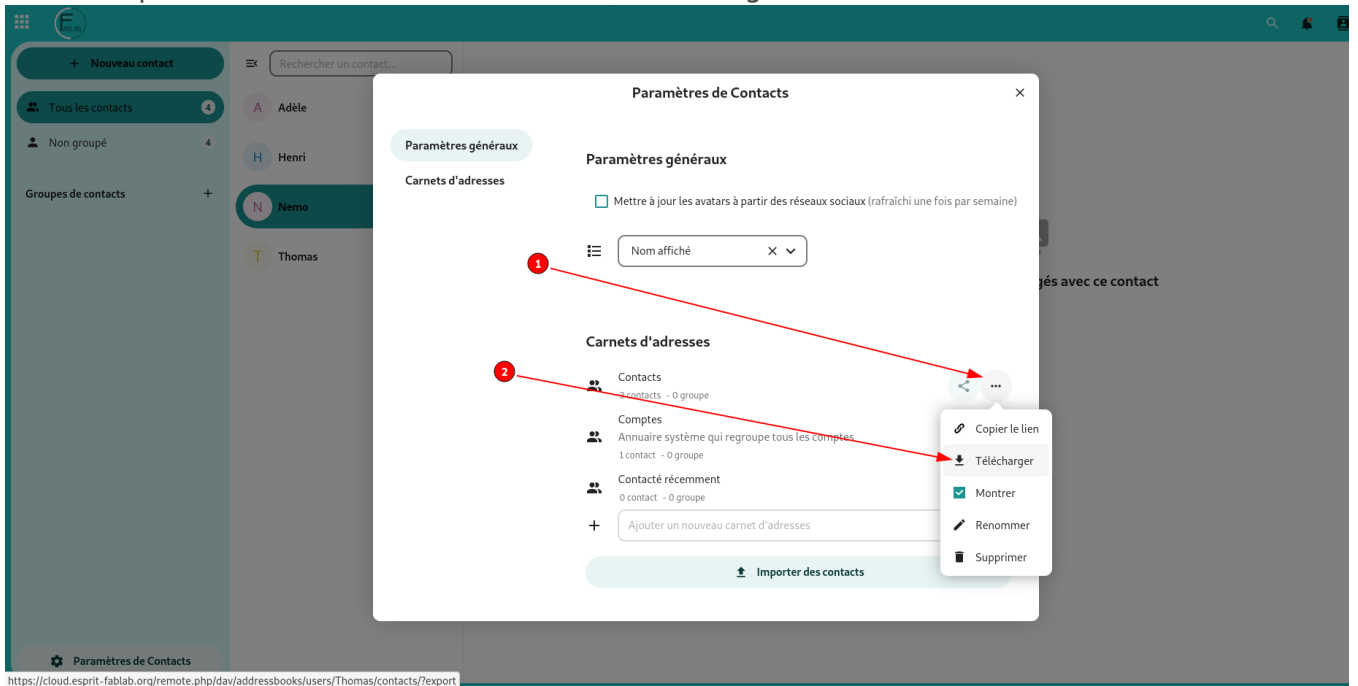 FabLab
+ Nouveau contact
Tous les contacts 4
Non groupé 4
Groupes de contacts +
Paramètres de Contacts
Rechercher un contact...
A Adèle
H Henri
N Nemo
T Thomas
Paramètres de Contacts
Paramètres généraux
Carnets d'adresses
Paramètres généraux
Mettre à jour les avatars à partir des réseaux sociaux (rafraîchi une fois par semaine)
Nom affiché
1
gés avec ce contact
Carnets d'adresses
2
Contacts
3 contacts - 0 groupe
Comptes
Annuaire système qui regroupe tous les comptes
1 contact - 0 groupe
Contacté récemment
0 contact - 0 groupe
+ Ajouter un nouveau carnet d'adresses
Importer des contacts
Copier le lien
Télécharger
Montrer
Renommer
Supprimer
https://cloud.esprit-fablab.org/remote.php/dav/addressbooks/users/Thomas/contacts/?export